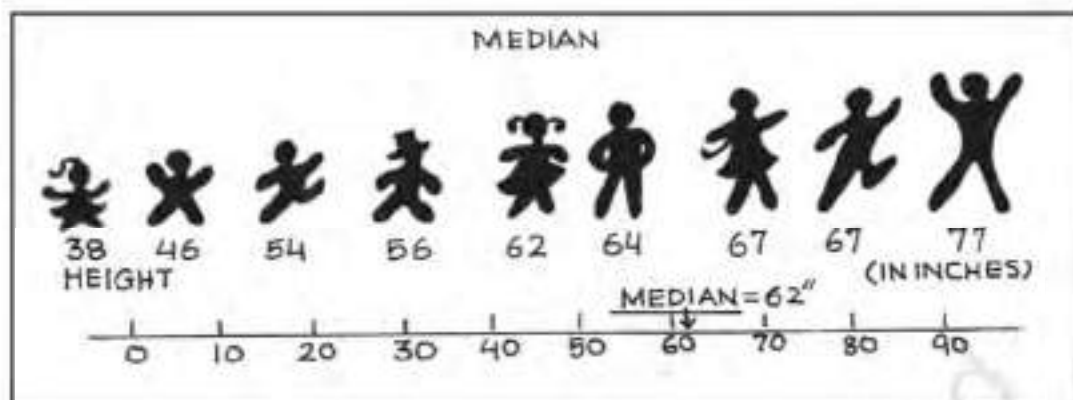 MEDIAN
38 46 54 56 62 64 67 67 77
HEIGHT (IN INCHES)
MEDIAN = 62"
0 10 20 30 40 50 60 70 80 90